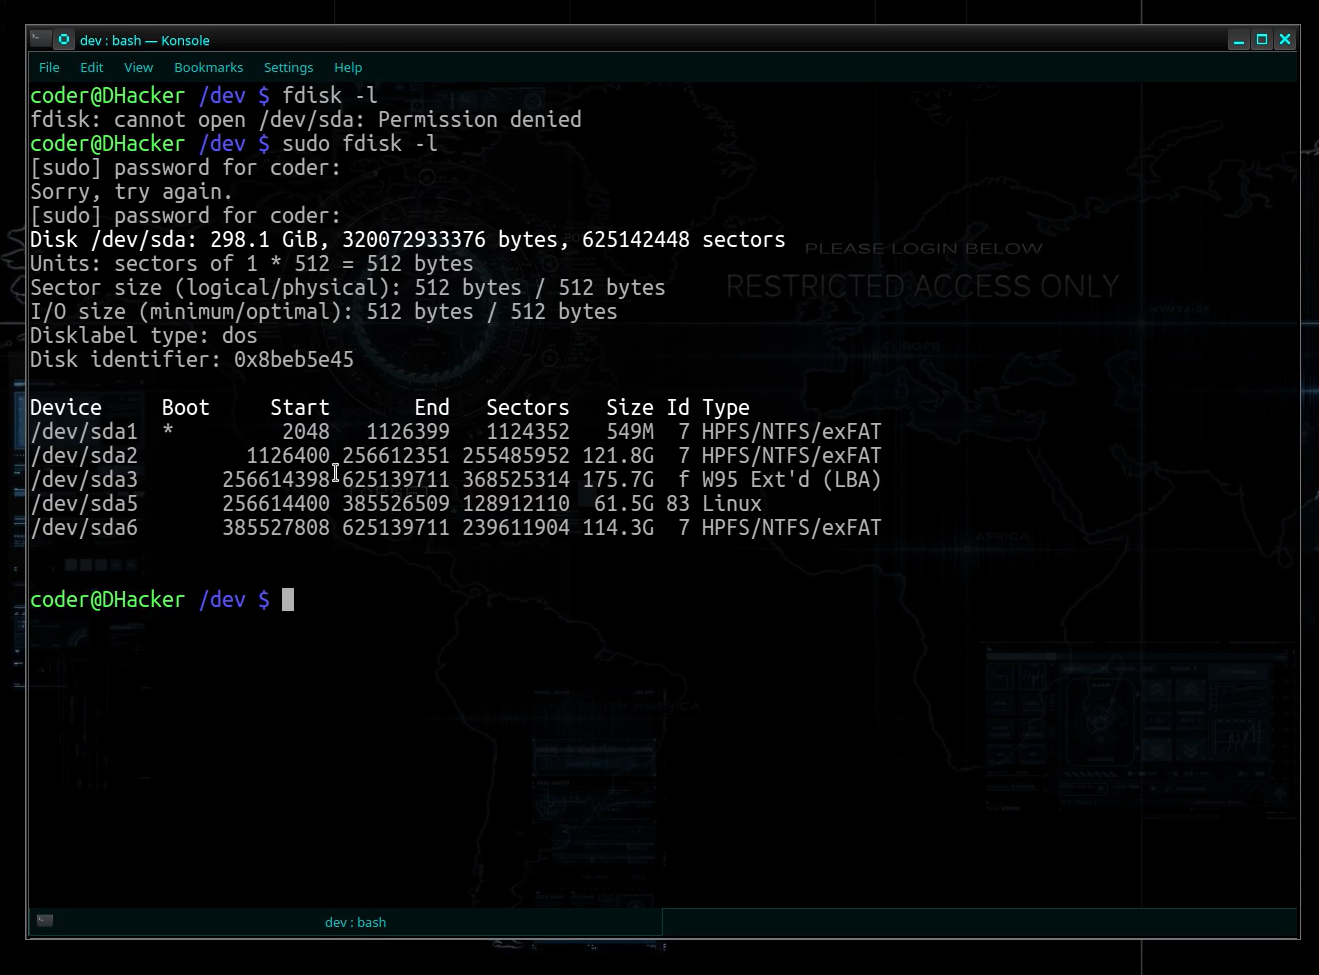 dev : bash — Konsole
File Edit View Bookmarks Settings Help
coder@DHacker /dev $ fdisk -l
fdisk: cannot open /dev/sda: Permission denied
coder@DHacker /dev $ sudo fdisk -l
[sudo] password for coder:
Sorry, try again.
[sudo] password for coder:
Disk /dev/sda: 298.1 GiB, 320072933376 bytes, 625142448 sectors
PLEASE LOGIN BELOW
Units: sectors of 1 * 512 = 512 bytes
Sector size (logical/physical): 512 bytes / 512 bytes
RESTRICTED ACCESS ONLY
I/O size (minimum/optimal): 512 bytes / 512 bytes
Disklabel type: dos
EUROPE
Disk identifier: 0x8beb5e45
Device Boot Start End Sectors Size Id Type
/dev/sda1 * 2048 1126399 1124352 549M 7 HPFS/NTFS/exFAT
/dev/sda2 1126400 256612351 255485952 121.8G 7 HPFS/NTFS/exFAT
/dev/sda3 256614398 625139711 368525314 175.7G f W95 Ext'd (LBA)
/dev/sda5 256614400 385526509 128912110 61.5G 83 Linux
/dev/sda6 385527808 625139711 239611904 114.3G 7 HPFS/NTFS/exFAT
AFRICA
coder@DHacker /dev $
SOUTH AMERICA
dev : bash